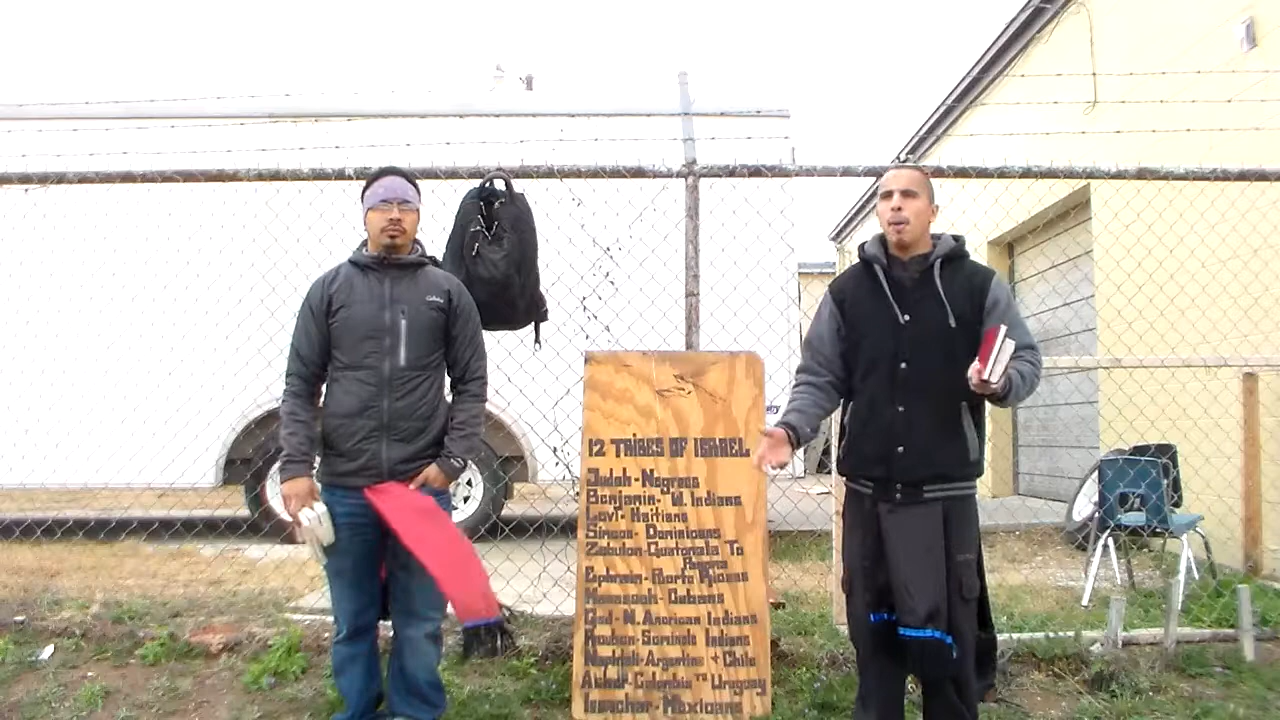 12 TRIBES OF ISRAEL
Judah - Negroes
Benjamin - W. Indians
Levi - Haitians
Simeon - Dominicans
Zebulon - Guatemala To
Panama
Ephraim - Puerto Ricans
Manasseh - Cubans
Gad - N. American Indians
Reuben - Seminole Indians
Naphtali - Argentina + Chile
Asher - Colombia To Uruguay
Issachar - Mexicans
Cabela's